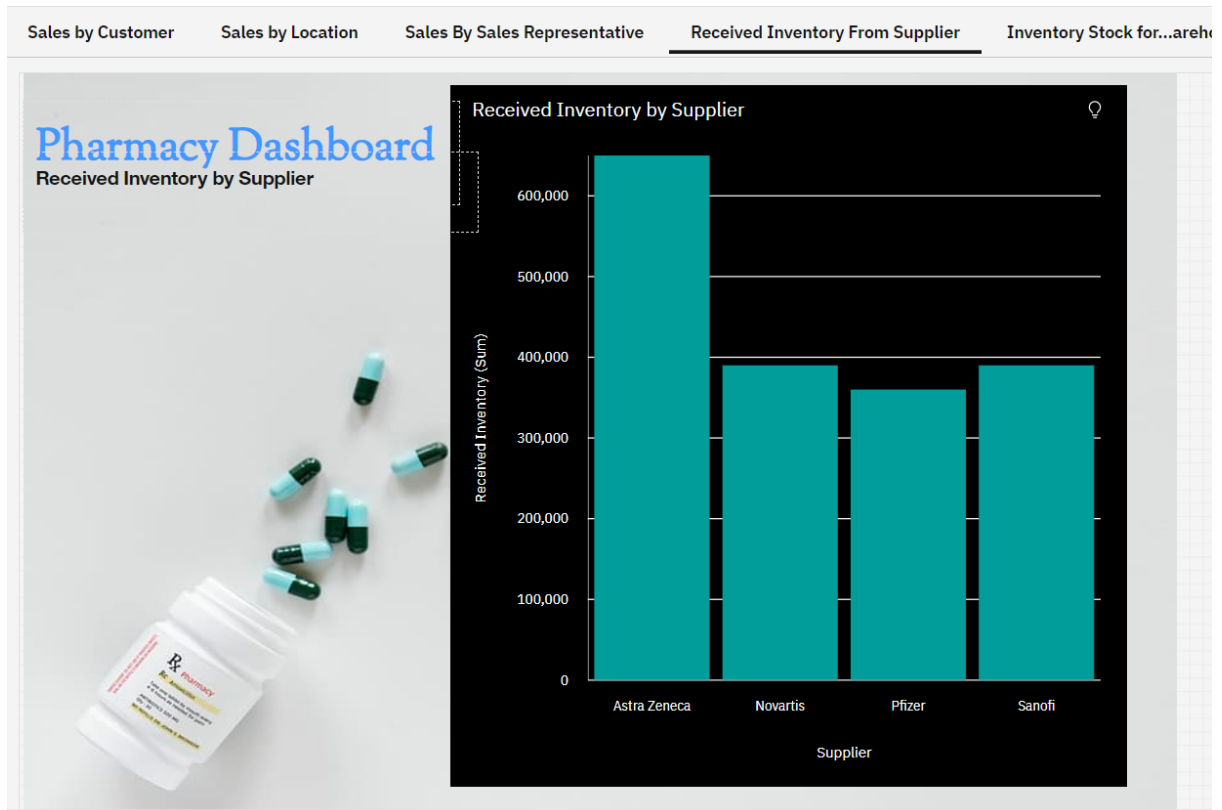 Sales by Customer Sales by Location Sales By Sales Representative Received Inventory From Supplier Inventory Stock for...areho
Pharmacy Dashboard
Received Inventory by Supplier
Received Inventory by Supplier
600,000
500,000
400,000
300,000
200,000
100,000
0
Received Inventory (Sum)
Astra Zeneca Novartis Pfizer Sanofi
Supplier
Rx Pharmacy